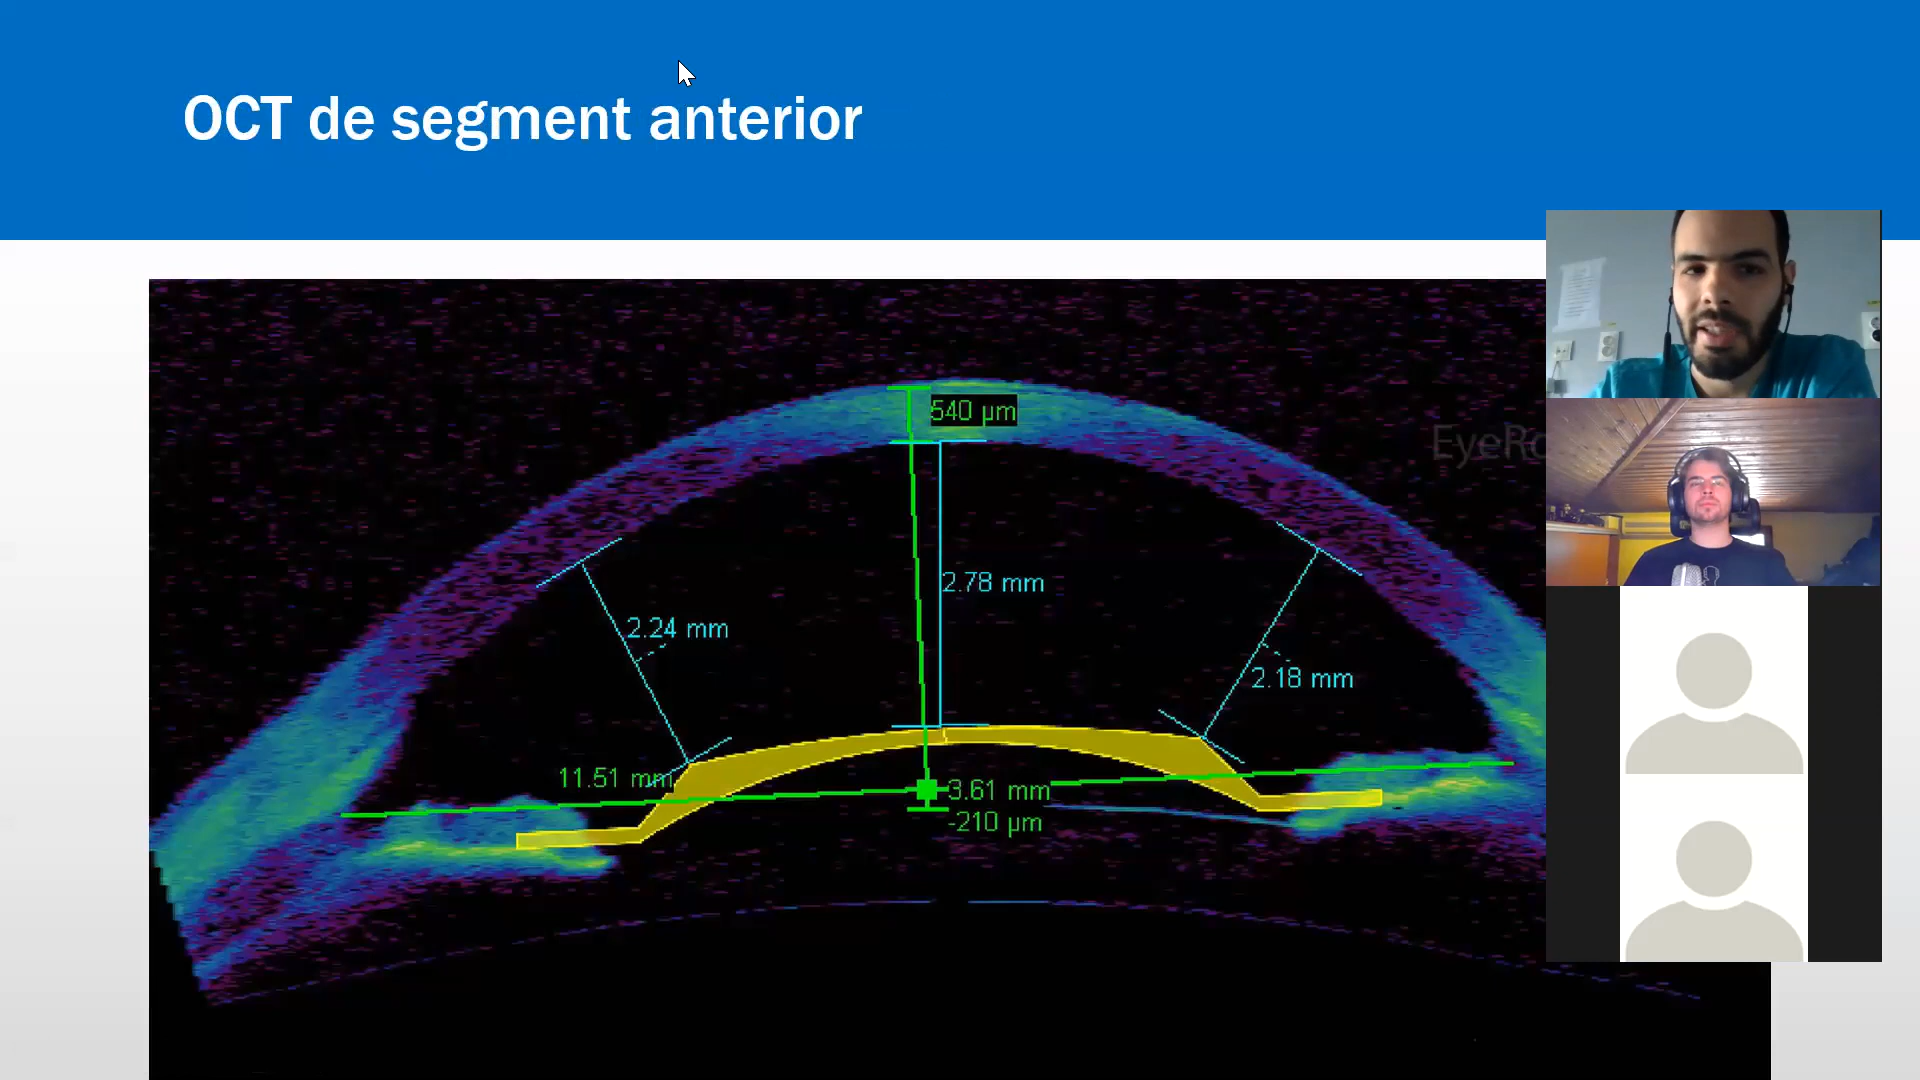 OCT de segment anterior
540 µm
EyeRo
2.78 mm
2.24 mm
2.18 mm
11.51 mm
3.61 mm
-210 µm